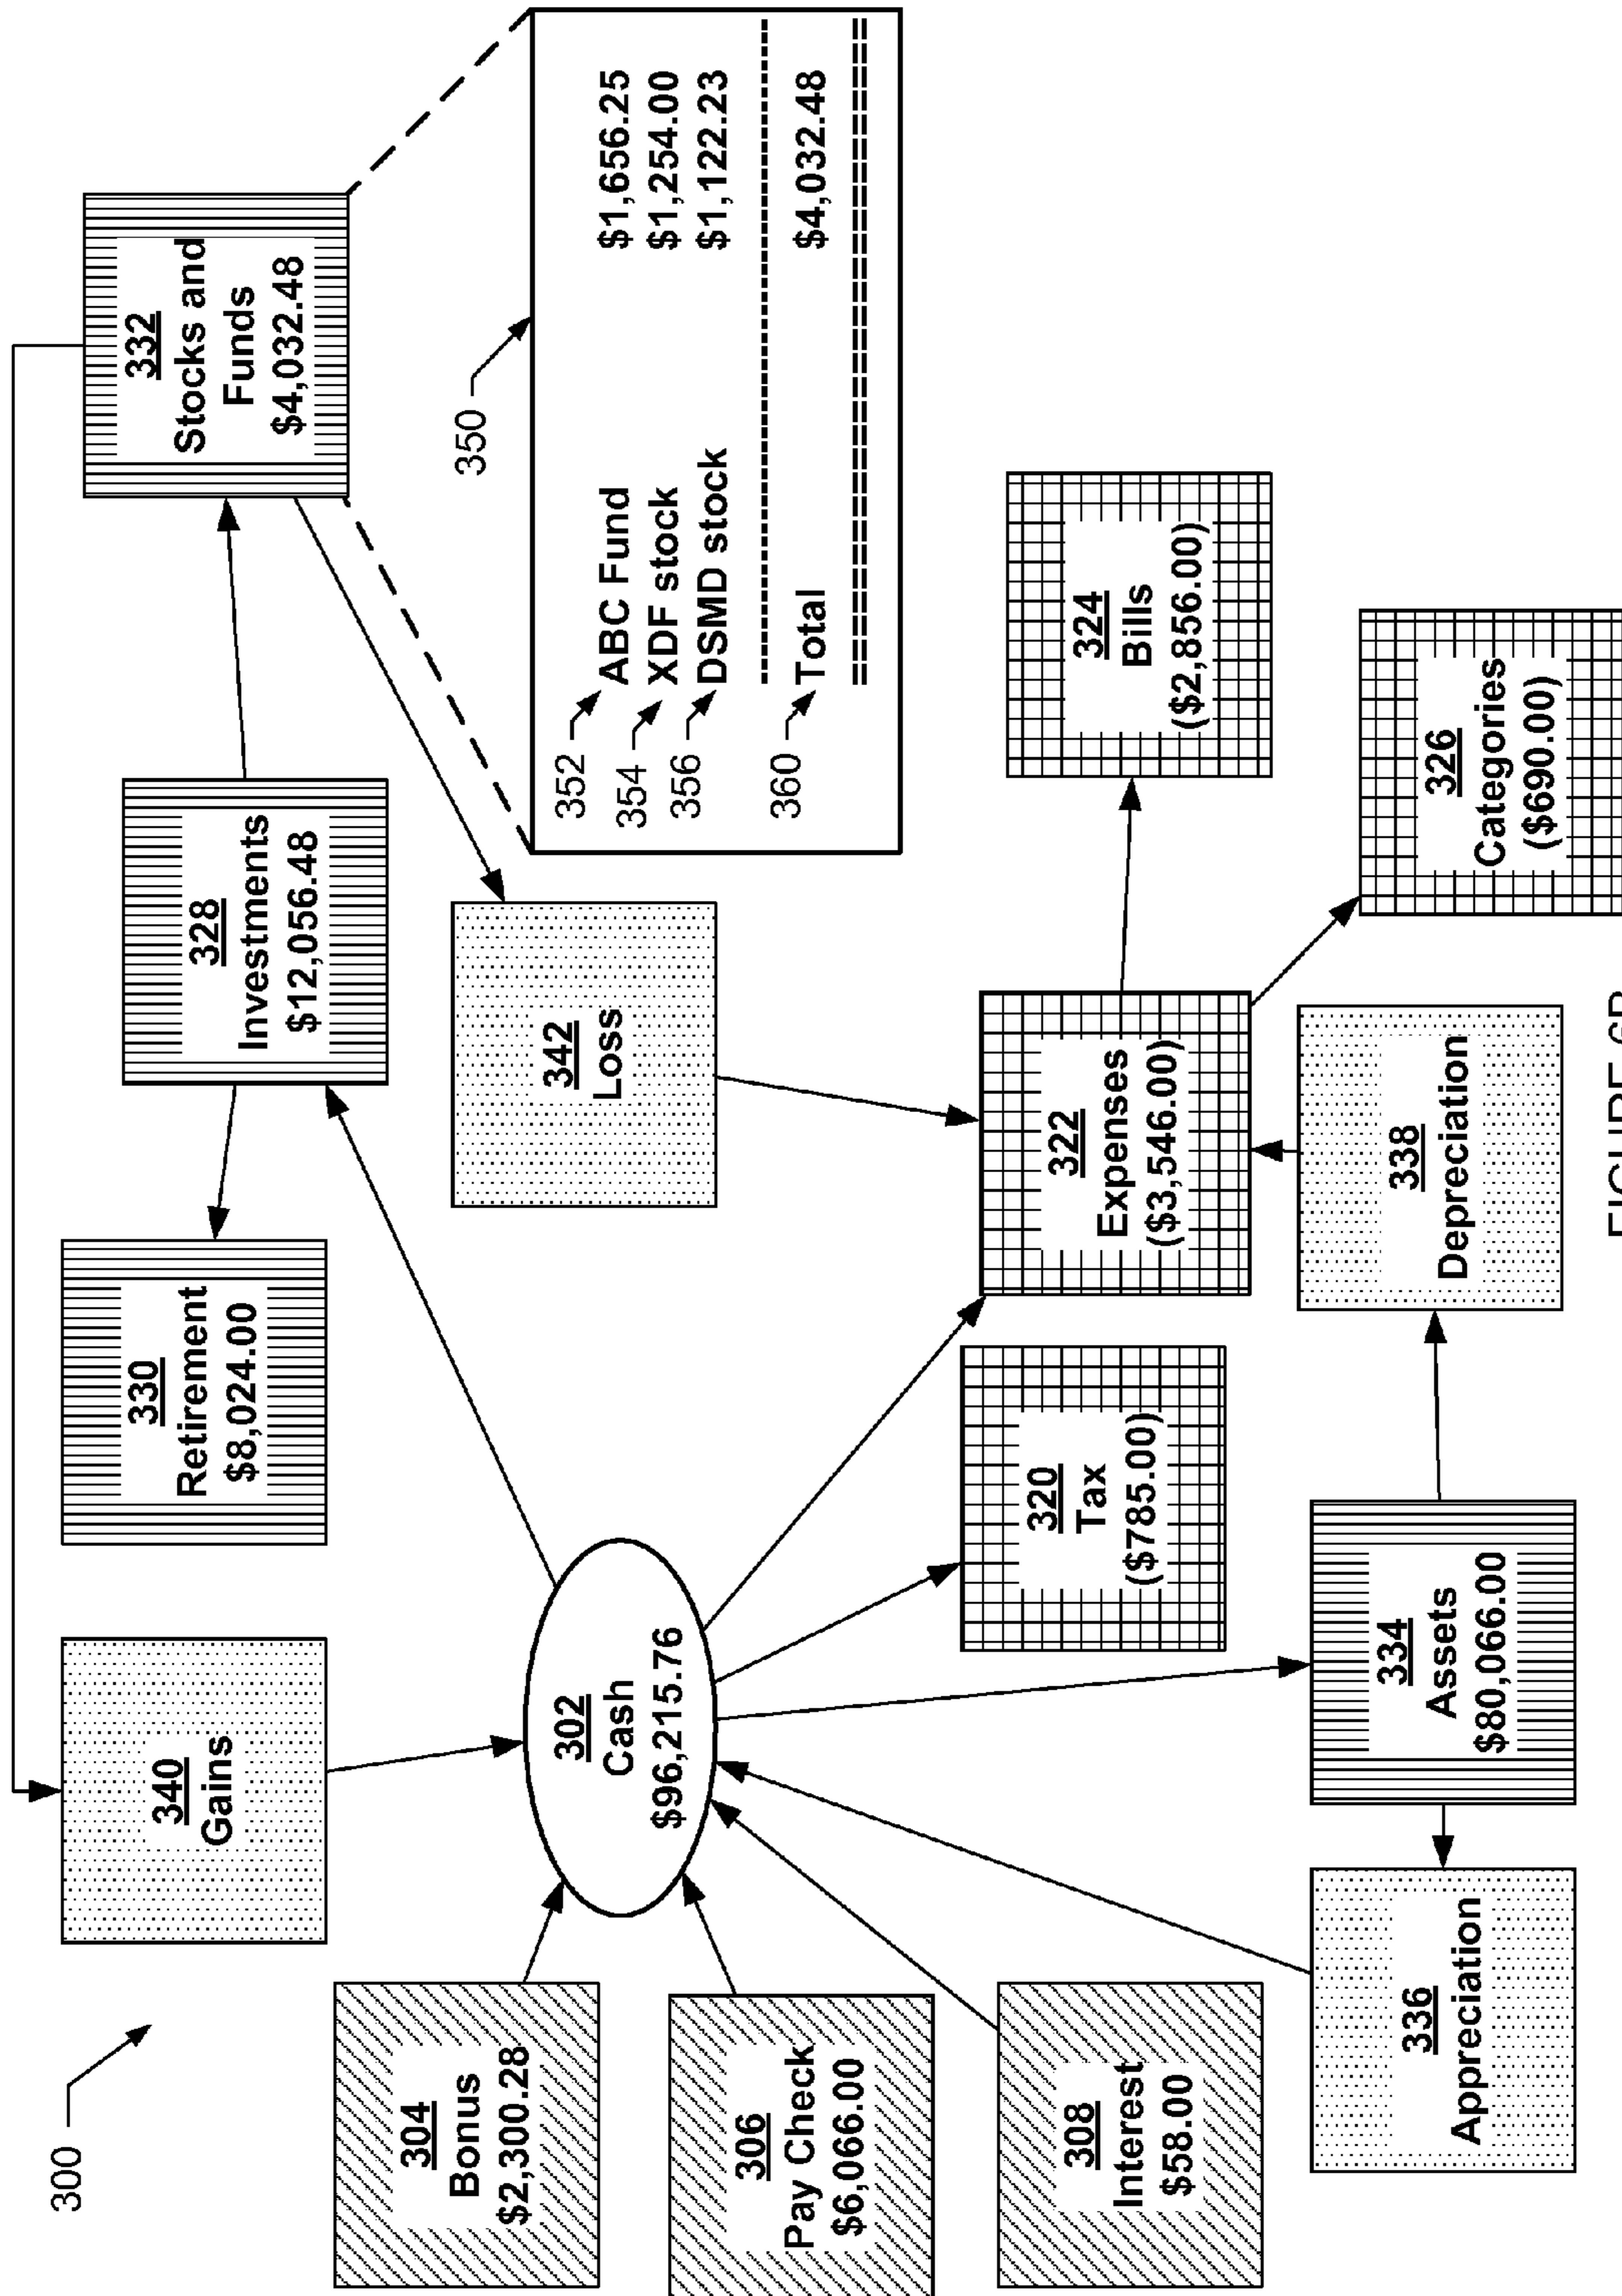 300
340
Gains
330
Retirement
$8,024.00
328
Investments
$12,056.48
332
Stocks and
Funds
$4,032.48
304
Bonus
$2,300.28
302
Cash
$96,215.76
342
Loss
350
352 ABC Fund $1,656.25
354 XDF stock $1,254.00
356 DSMD stock $1,122.23
---------------------------------------------
360 Total $4,032.48
=============================
306
Pay Check
$6,066.00
308
Interest
$58.00
320
Tax
($785.00)
322
Expenses
($3,546.00)
324
Bills
($2,856.00)
326
Categories
($690.00)
336
Appreciation
334
Assets
$80,066.00
338
Depreciation